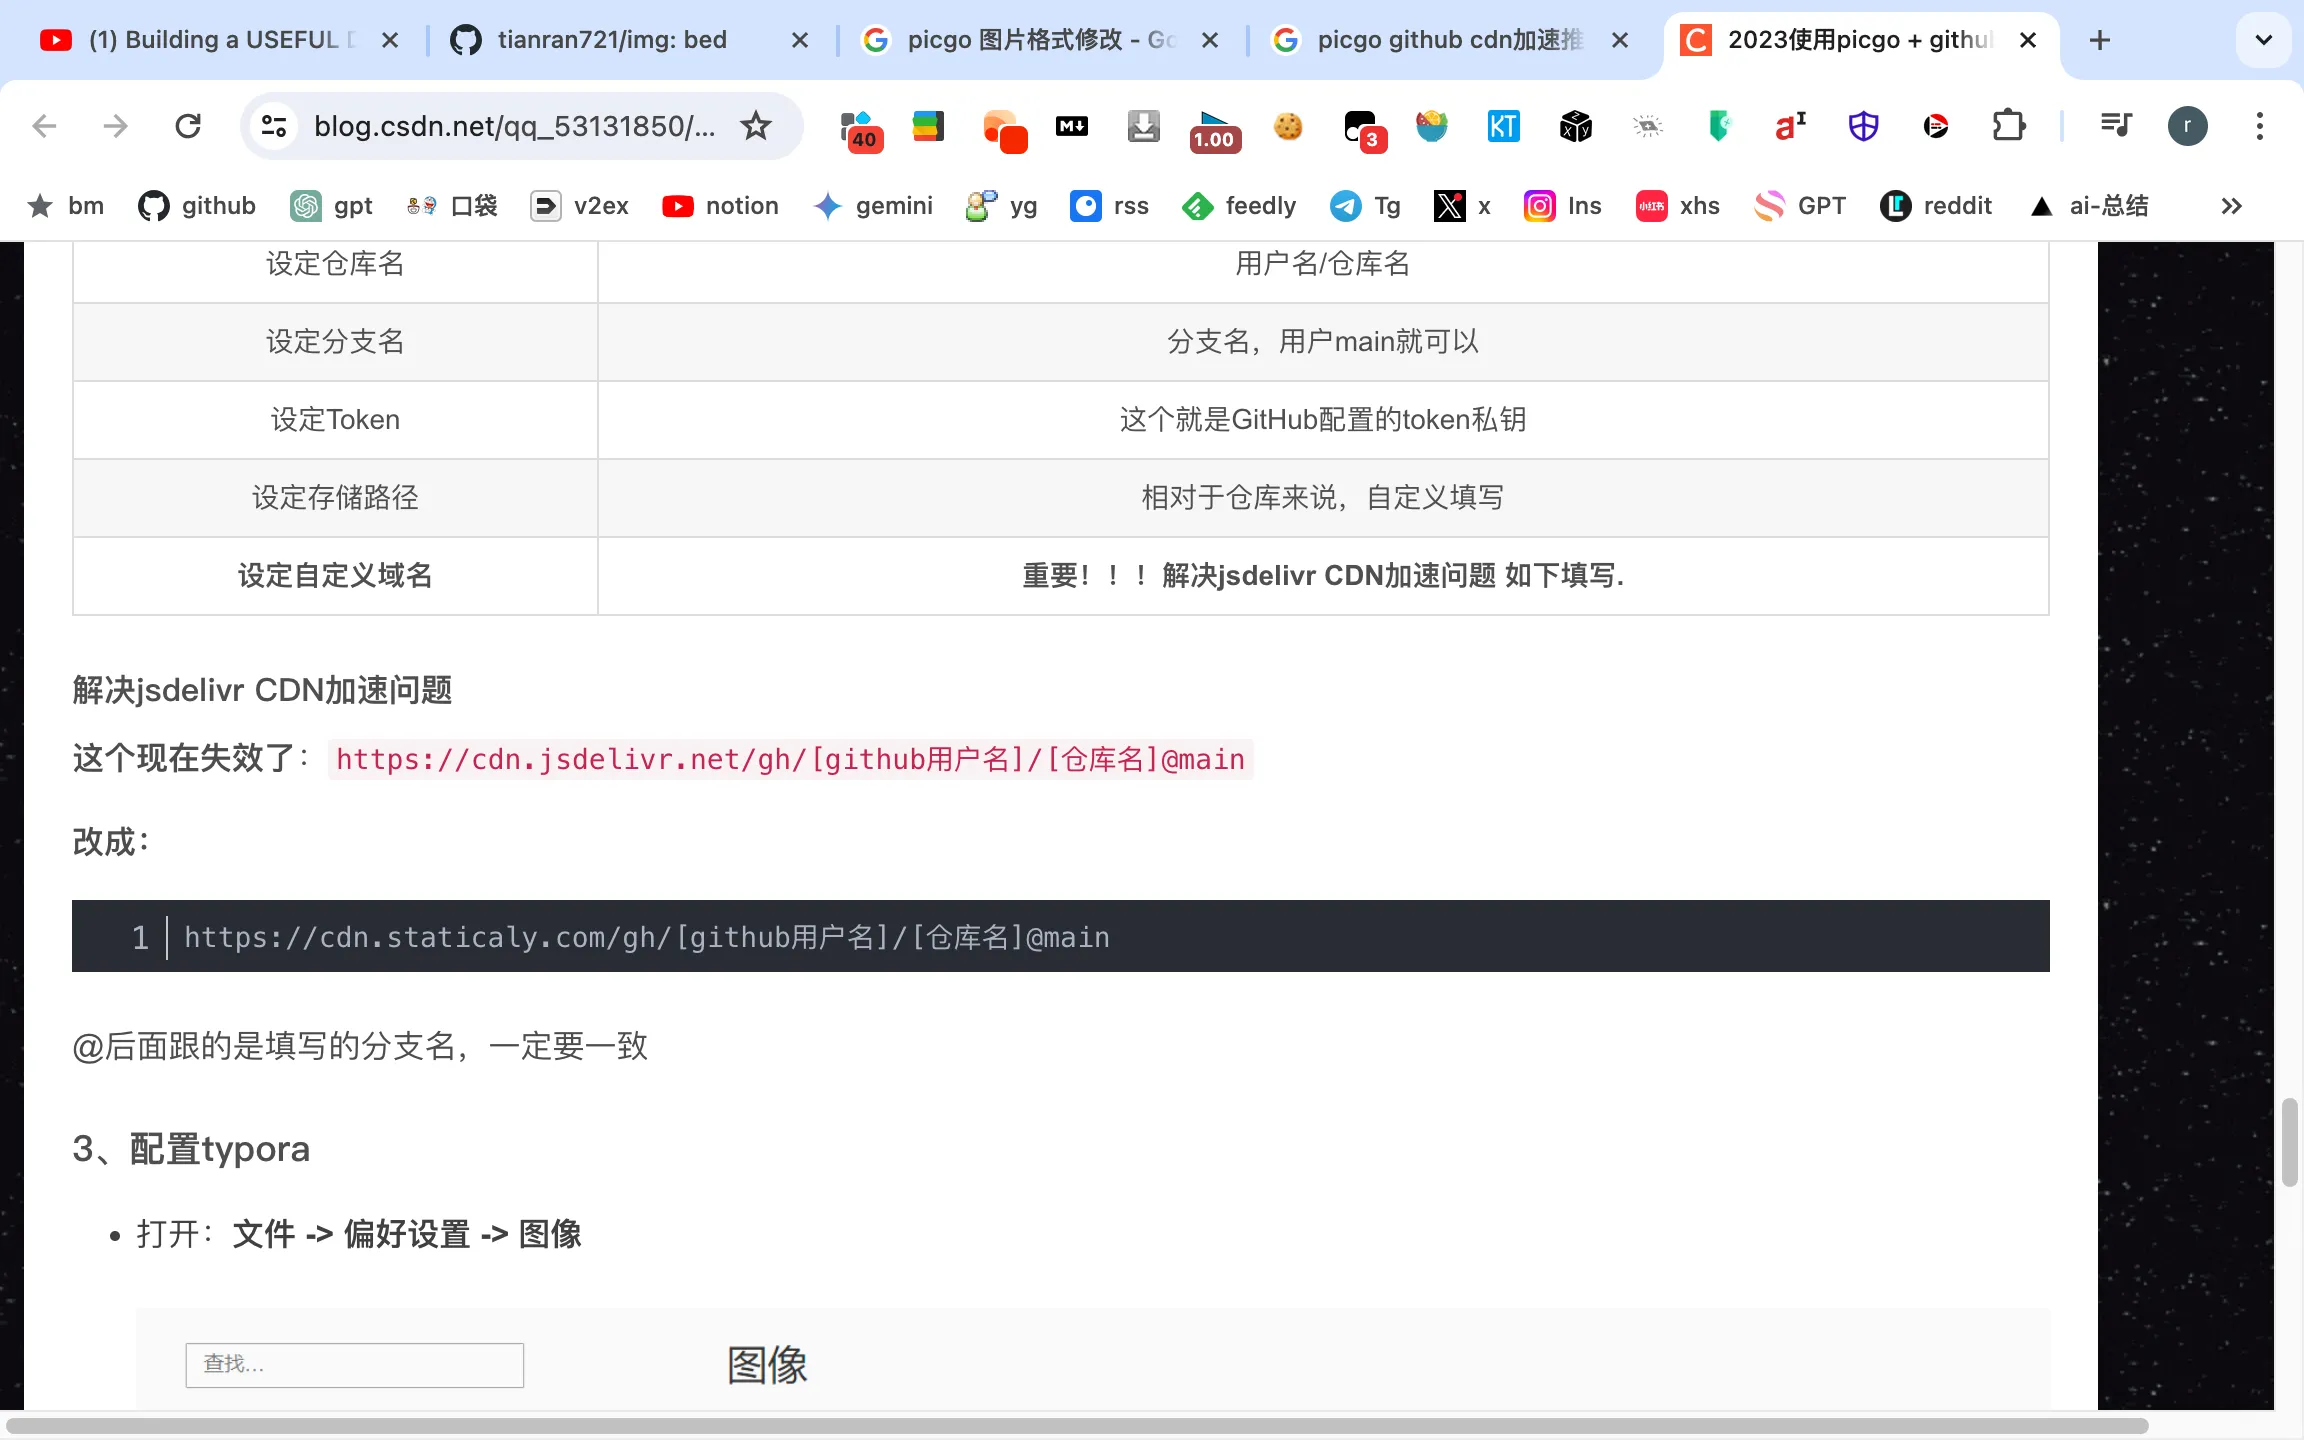 (1) Building a USEFUL
tianran721/img: bed
picgo 图片格式修改 - Go
picgo github cdn加速推
2023使用picgo + githu
blog.csdn.net/qq_53131850/...
40
M
1.00
3
KT
Z
X Y
aI
r
bm
github
gpt
口袋
v2ex
notion
gemini
yg
rss
feedly
Tg
x
Ins
小红书
xhs
GPT
reddit
ai-总结
设定仓库名 用户名/仓库名
设定分支名 分支名，用户main就可以
设定Token 这个就是GitHub配置的token私钥
设定存储路径 相对于仓库来说，自定义填写
设定自定义域名 重要！！！解决jsdelivr CDN加速问题 如下填写.
解决jsdelivr CDN加速问题
这个现在失效了：https://cdn.jsdelivr.net/gh/[github用户名]/[仓库名]@main
改成：
1 https://cdn.staticaly.com/gh/[github用户名]/[仓库名]@main
@后面跟的是填写的分支名，一定要一致
3、配置typora
• 打开：文件 -> 偏好设置 -> 图像
查找...
图像